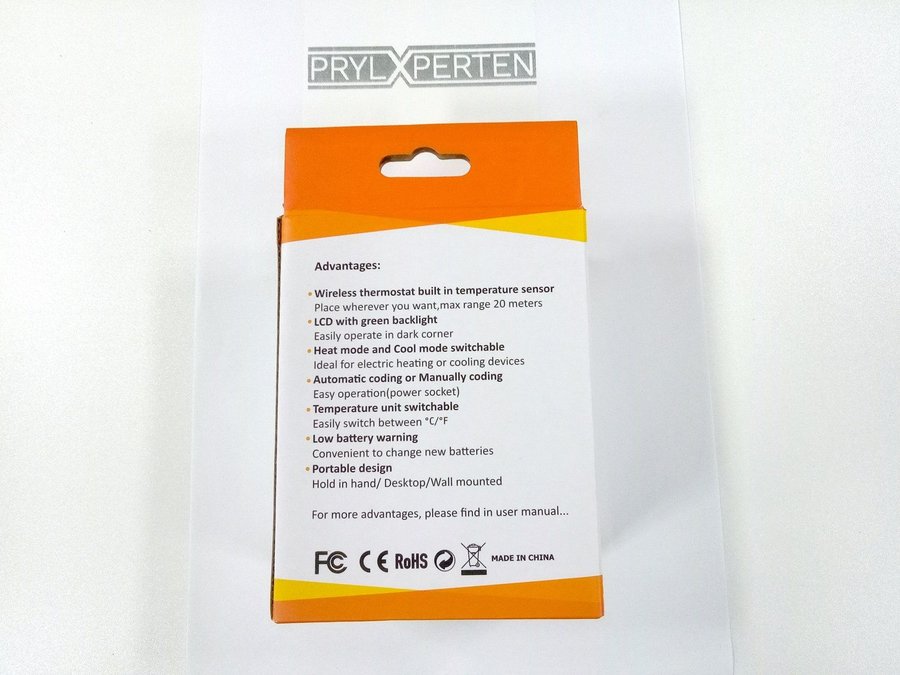 PRYLXPERTEN
Advantages:
• Wireless thermostat built in temperature sensor
Place wherever you want,max range 20 meters
• LCD with green backlight
Easily operate in dark corner
• Heat mode and Cool mode switchable
Ideal for electric heating or cooling devices
• Automatic coding or Manually coding
Easy operation(power socket)
• Temperature unit switchable
Easily switch between °C/°F
• Low battery warning
Convenient to change new batteries
• Portable design
Hold in hand/ Desktop/Wall mounted
For more advantages, please find in user manual...
FC CE RoHS MADE IN CHINA